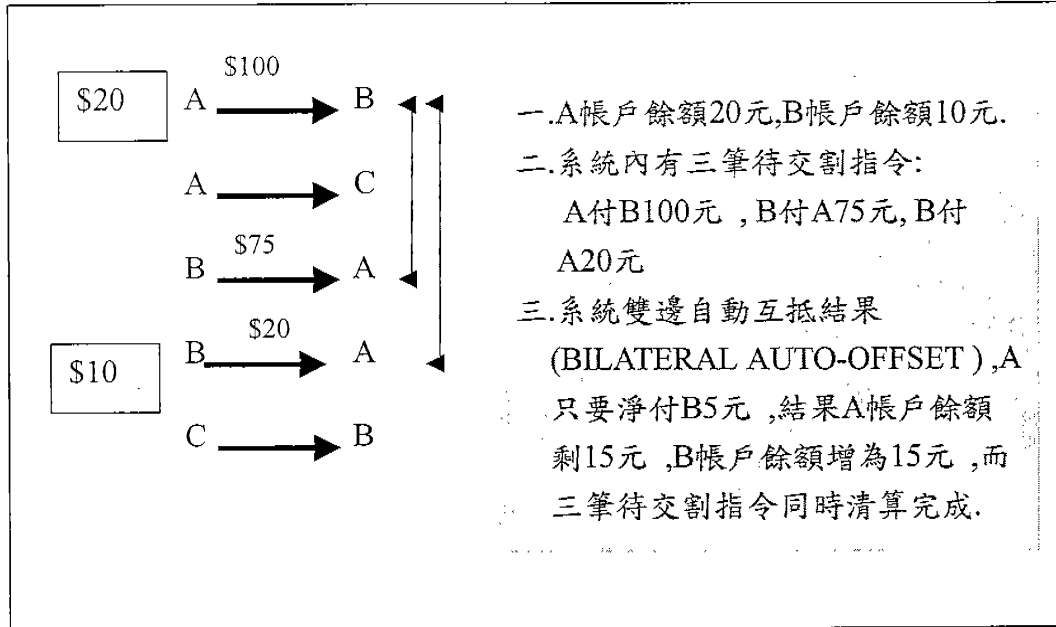 $100
$20 A B
A C
$75
B A
$20
$10 B A
C B
一.A帳戶餘額20元,B帳戶餘額10元.
二.系統內有三筆待交割指令:
A付B100元 , B付A75元, B付
A20元
三.系統雙邊自動互抵結果
(BILATERAL AUTO-OFFSET ) ,A
只要淨付B5元 ,結果A帳戶餘額
剩15元 ,B帳戶餘額增為15元 ,而
三筆待交割指令同時清算完成.